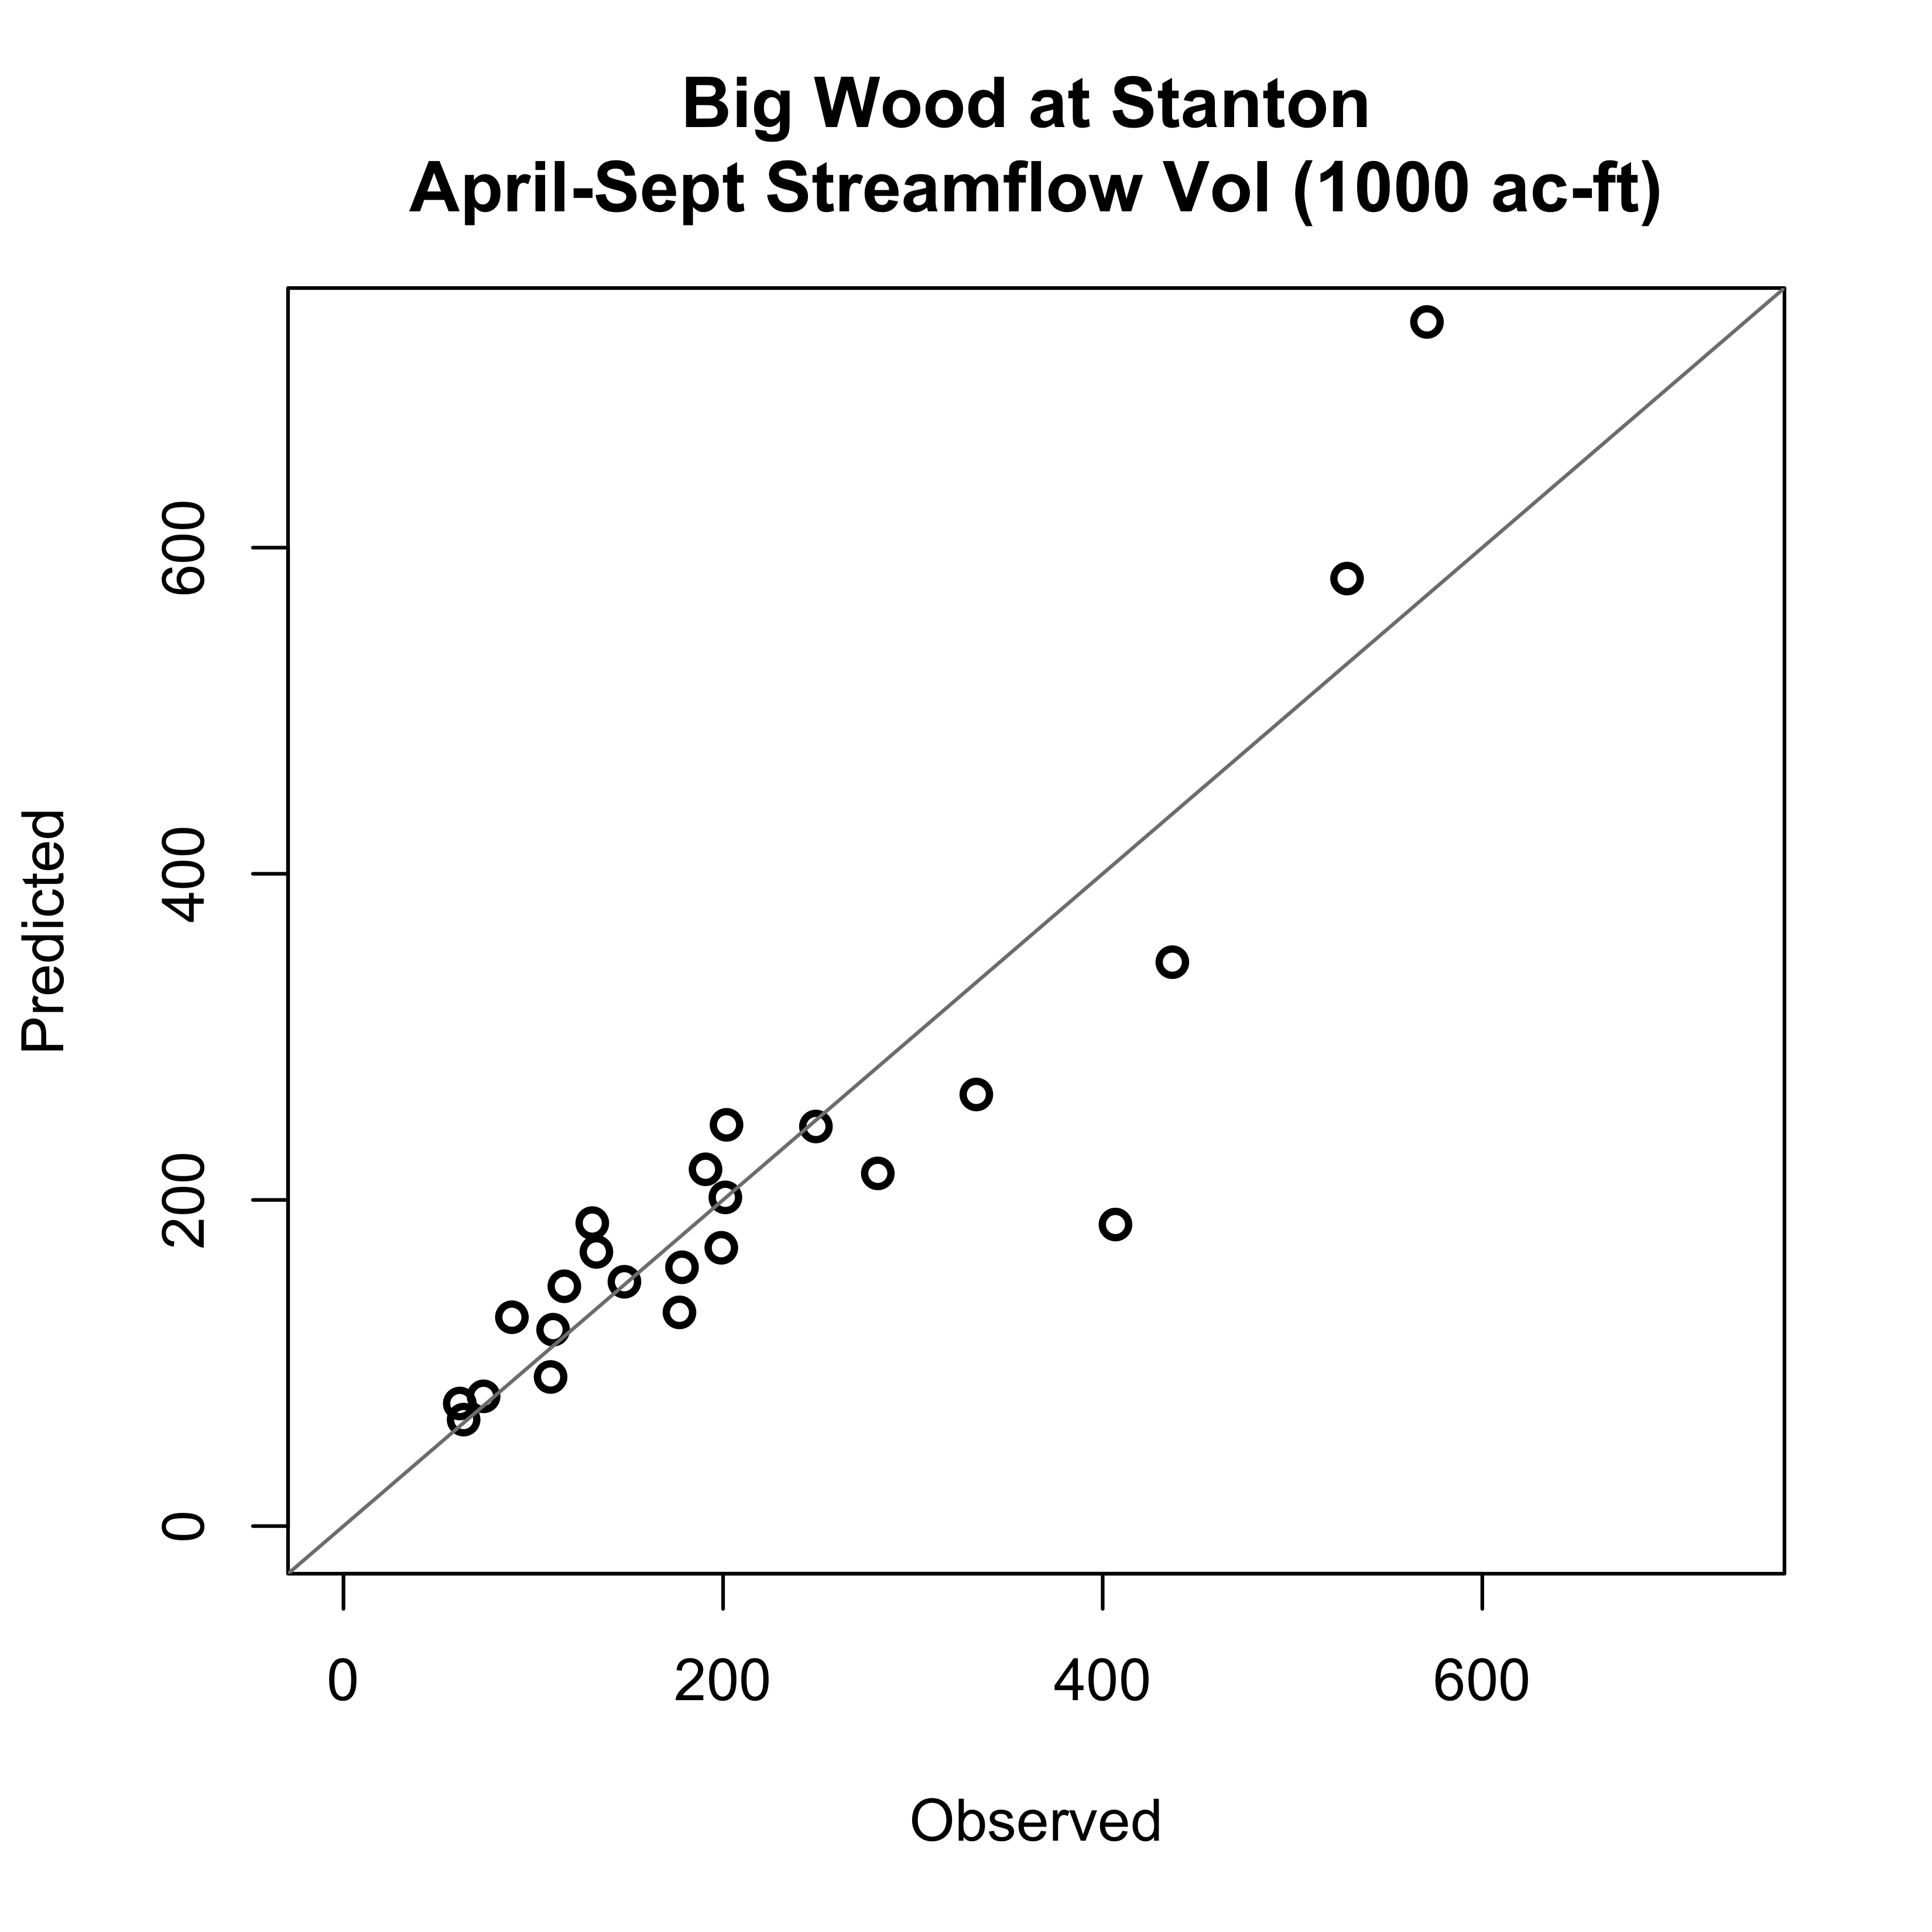 Big Wood at Stanton
April-Sept Streamflow Vol (1000 ac-ft)
Predicted
600
400
200
0
0 200 400 600
Observed